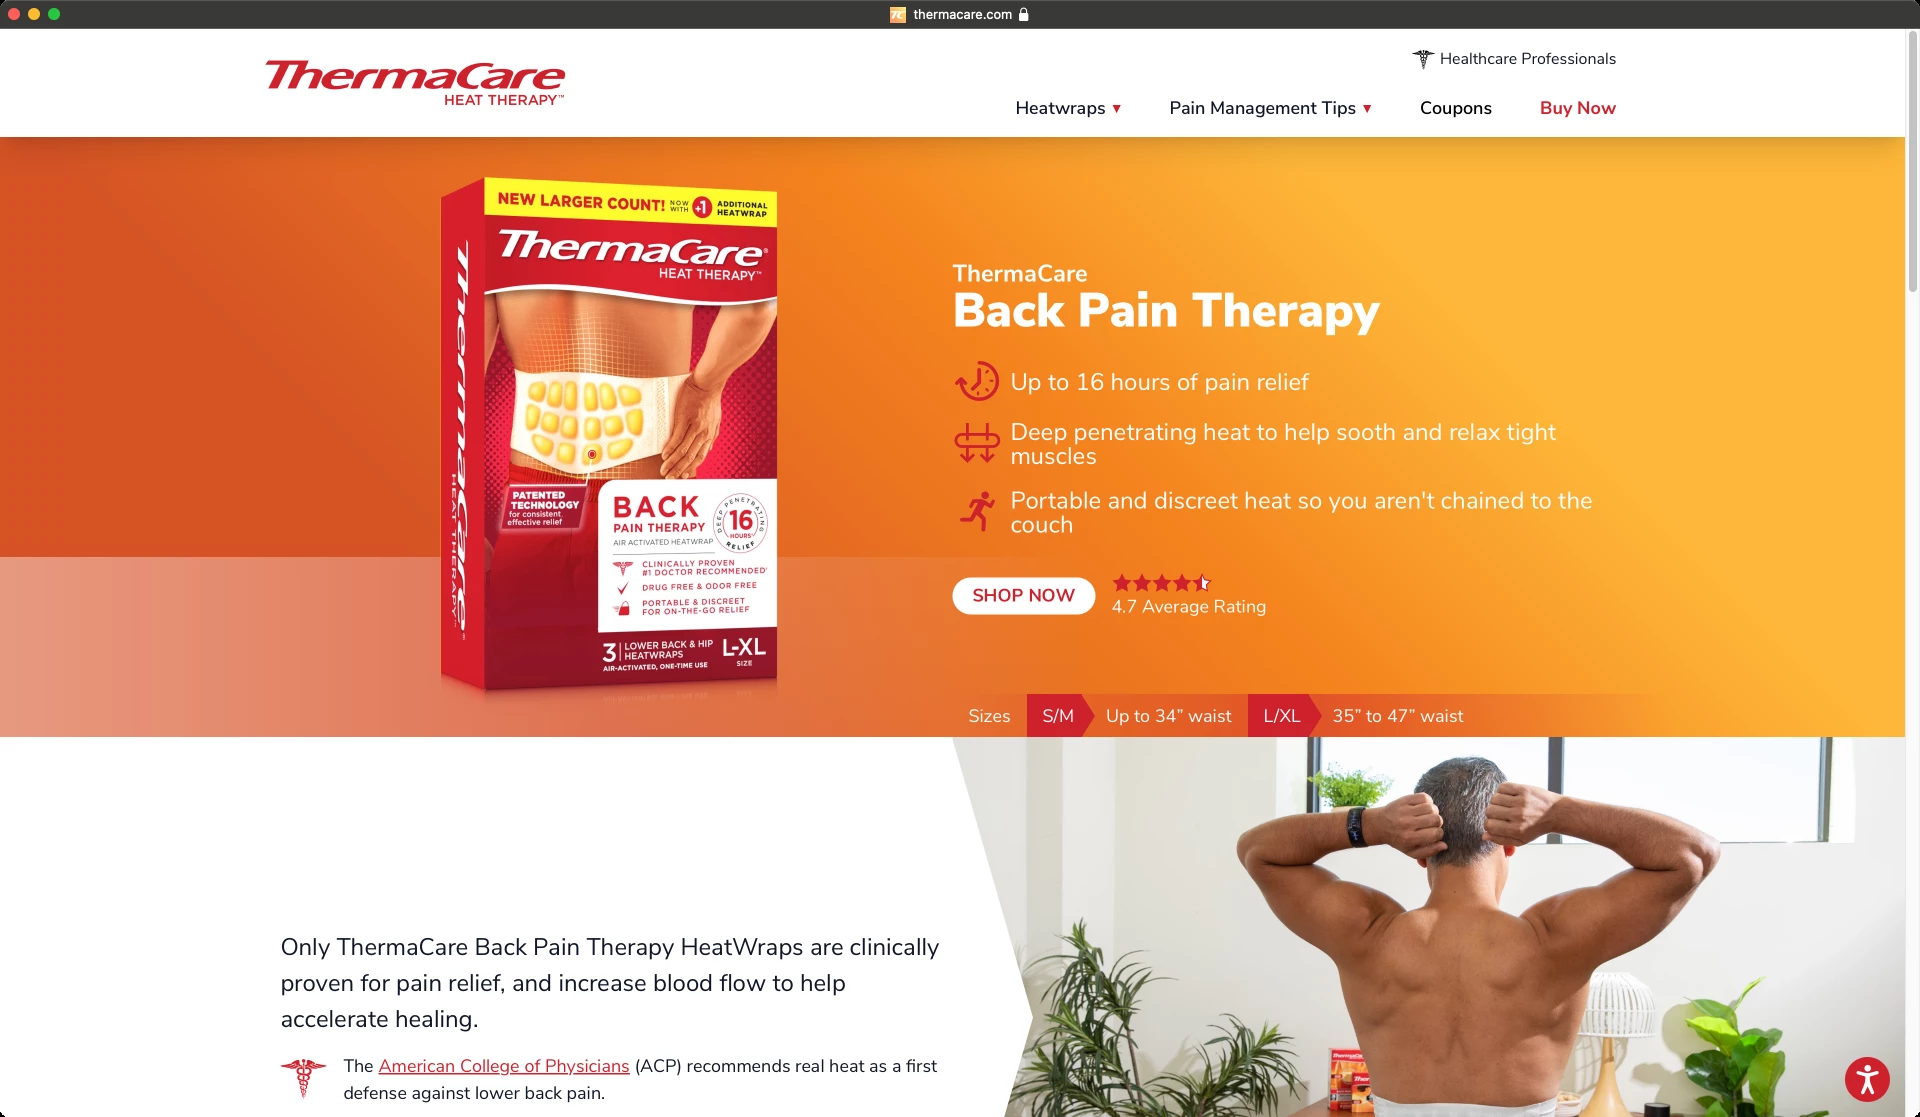 thermacare.com
ThermaCare
HEAT THERAPY™
Healthcare Professionals
Heatwraps
Pain Management Tips
Coupons
Buy Now
NEW LARGER COUNT! NOW WITH +1 ADDITIONAL HEATWRAP
ThermaCare®
HEAT THERAPY™
ThermaCare®
HEAT THERAPY™
PATENTED
TECHNOLOGY
for consistent
effective relief
BACK
PAIN THERAPY
AIR ACTIVATED HEATWRAP
DEEP PENETRATING
16
HOURS
RELIEF
CLINICALLY PROVEN
#1 DOCTOR RECOMMENDED
DRUG FREE & ODOR FREE
PORTABLE & DISCREET
FOR ON-THE-GO RELIEF
3 LOWER BACK & HIP
HEATWRAPS
AIR-ACTIVATED, ONE-TIME USE
L-XL
SIZE
ThermaCare
Back Pain Therapy
Up to 16 hours of pain relief
Deep penetrating heat to help sooth and relax tight
muscles
Portable and discreet heat so you aren't chained to the
couch
SHOP NOW
4.7 Average Rating
Sizes S/M Up to 34” waist L/XL 35” to 47” waist
Only ThermaCare Back Pain Therapy HeatWraps are clinically
proven for pain relief, and increase blood flow to help
accelerate healing.
The American College of Physicians (ACP) recommends real heat as a first
defense against lower back pain.
ThermaCare